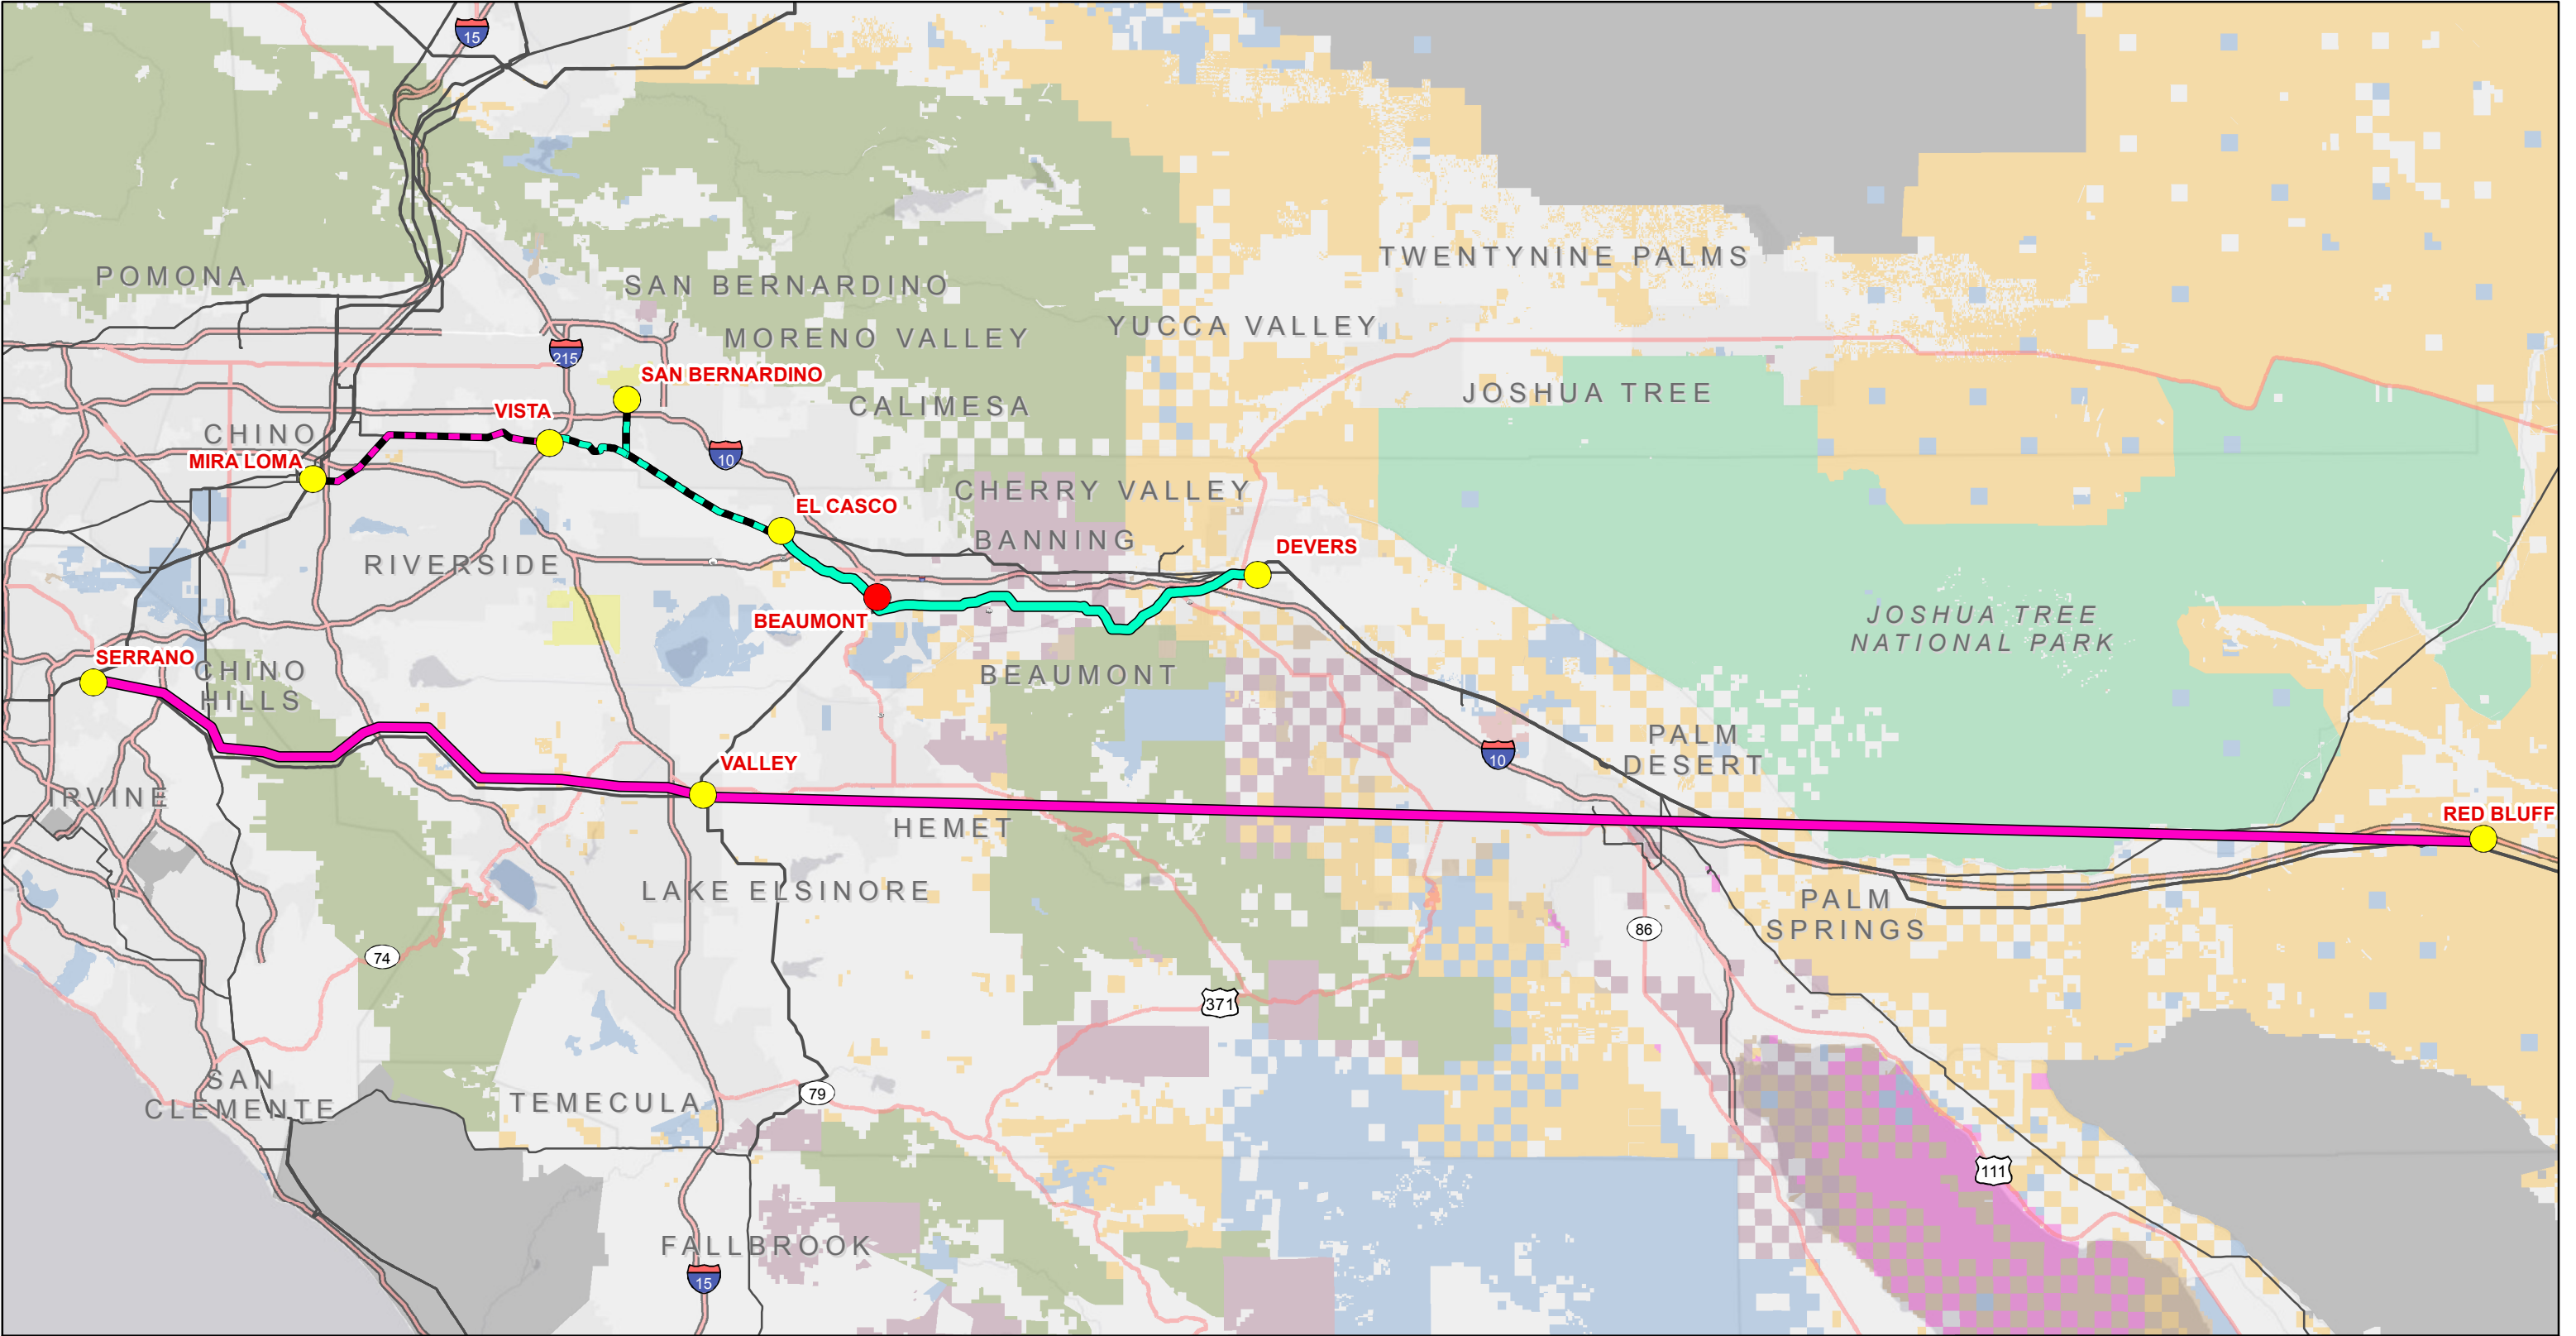 15
POMONA
SAN BERNARDINO
TWENTYNINE PALMS
MORENO VALLEY
YUCCA VALLEY
215
SAN BERNARDINO
JOSHUA TREE
VISTA
CALIMESA
CHINO
MIRA LOMA
10
CHERRY VALLEY
EL CASCO
BANNING
DEVERS
RIVERSIDE
BEAUMONT
JOSHUA TREE
NATIONAL PARK
SERRANO
CHINO
HILLS
BEAUMONT
PALM
DESERT
10
VALLEY
IRVINE
HEMET
RED BLUFF
LAKE ELSINORE
PALM
SPRINGS
86
74
371
SAN
CLEMENTE
TEMECULA
79
111
FALLBROOK
15